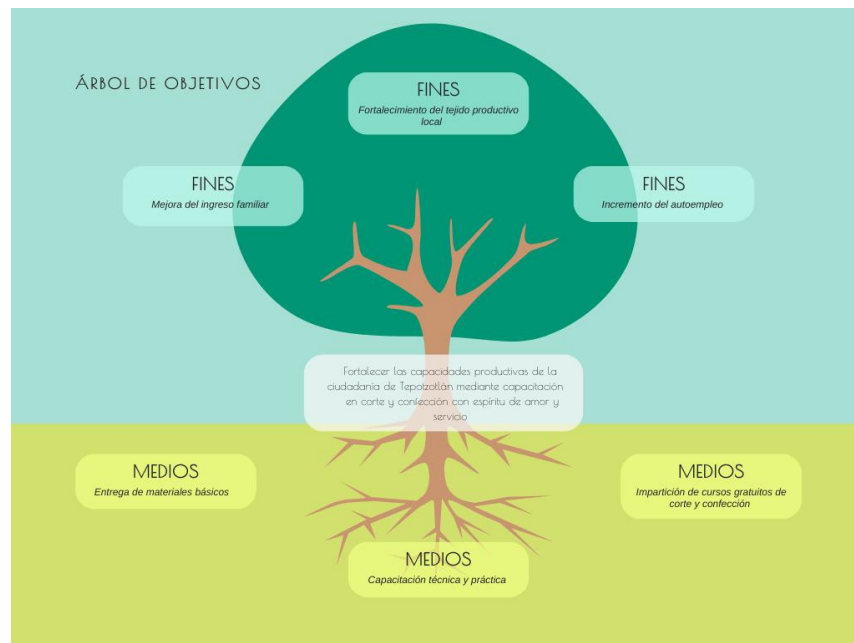 ÁRBOL DE OBJETIVOS
FINES
Fortalecimiento del tejido productivo
local
FINES
Mejora del ingreso familiar
FINES
Incremento del autoempleo
Fortalecer las capacidades productivas de la
ciudadanía de Tepotzotlán mediante capacitación
en corte y confección con espíritu de amor y
servicio
MEDIOS
Entrega de materiales básicos
MEDIOS
Impartición de cursos gratuitos de
corte y confección
MEDIOS
Capacitación técnica y práctica